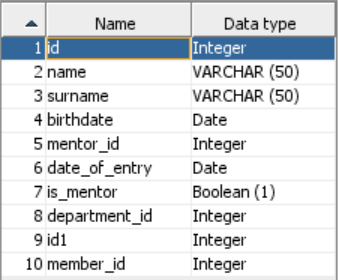 Name Data type
1 id Integer
2 name VARCHAR (50)
3 surname VARCHAR (50)
4 birthdate Date
5 mentor_id Integer
6 date_of_entry Date
7 is_mentor Boolean (1)
8 department_id Integer
9 id1 Integer
10 member_id Integer